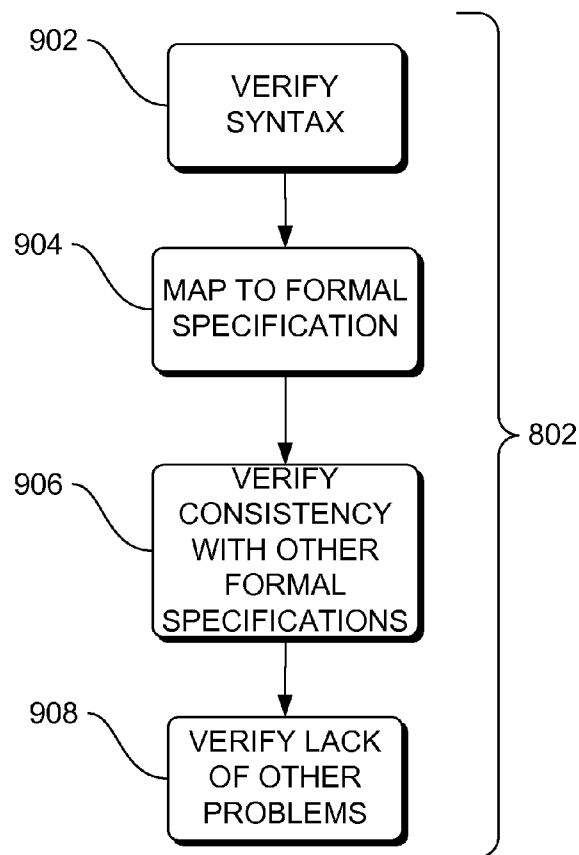 902
VERIFY
SYNTAX
904
MAP TO FORMAL
SPECIFICATION
802
906
VERIFY
CONSISTENCY
WITH OTHER
FORMAL
SPECIFICATIONS
908
VERIFY LACK
OF OTHER
PROBLEMS